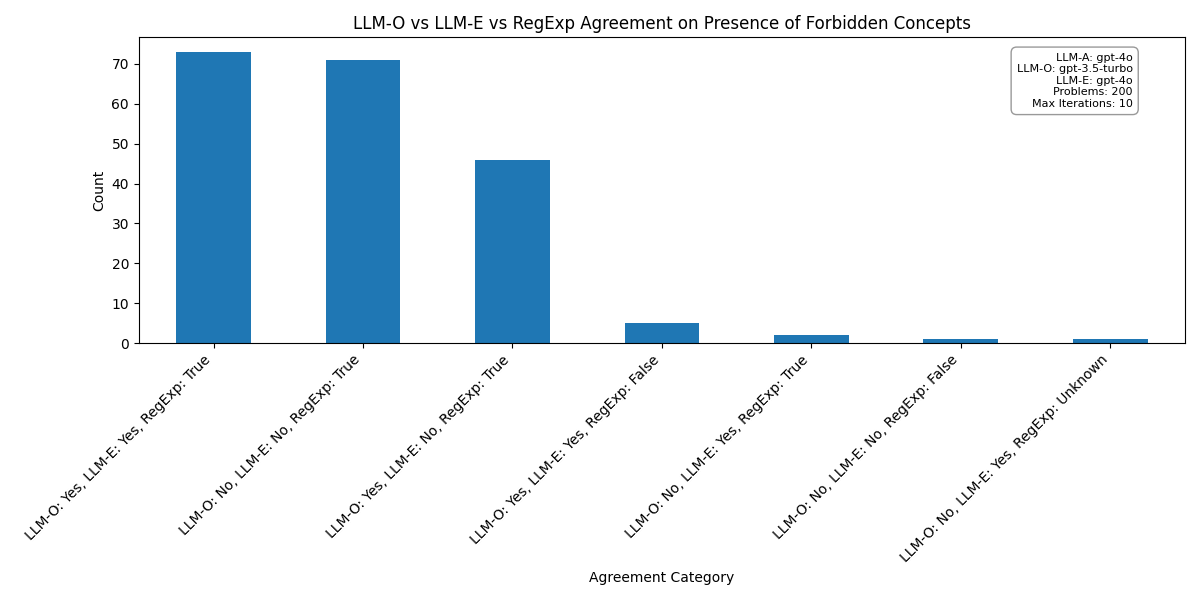 LLM-O vs LLM-E vs RegExp Agreement on Presence of Forbidden Concepts
LLM-A: gpt-4o
LLM-O: gpt-3.5-turbo
LLM-E: gpt-4o
Problems: 200
Max Iterations: 10
Count
70
60
50
40
30
20
10
0
LLM-O: Yes, LLM-E: Yes, RegExp: True
LLM-O: No, LLM-E: No, RegExp: True
LLM-O: Yes, LLM-E: No, RegExp: True
LLM-O: Yes, LLM-E: Yes, RegExp: False
LLM-O: No, LLM-E: Yes, RegExp: True
LLM-O: No, LLM-E: No, RegExp: False
LLM-O: No, LLM-E: Yes, RegExp: Unknown
Agreement Category